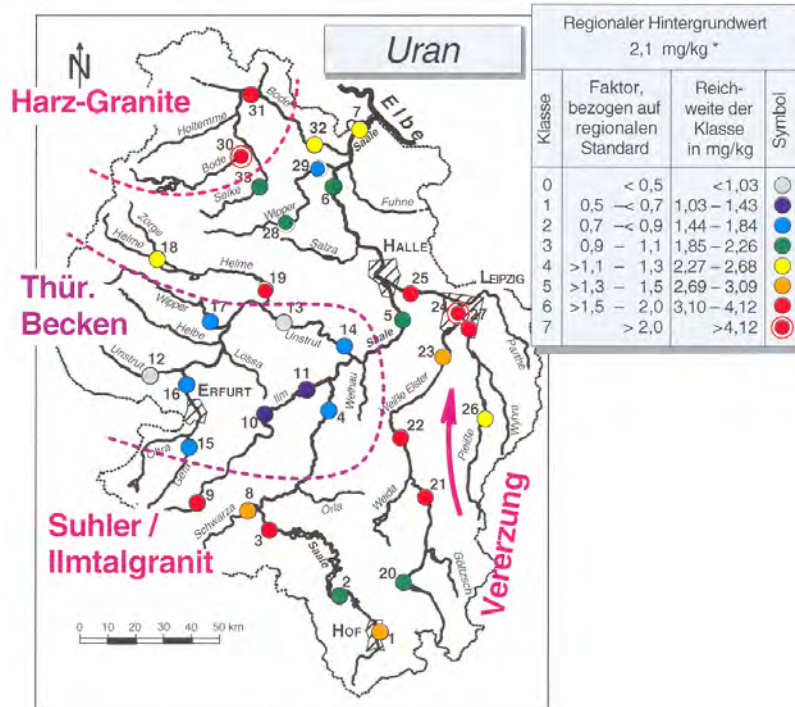 Uran
N
Harz-Granite
Thür.
Becken
Suhler /
Ilmtalgranit
Vererzung
Regionaler Hintergrundwert
2,1 mg/kg *
Klasse
Faktor,
bezogen auf
regionalen
Standard
Reich-
weite der
Klasse
in mg/kg
Symbol
0 < 0,5 <1,03
1 0,5 –< 0,7 1,03 – 1,43
2 0,7 –< 0,9 1,44 – 1,84
3 0,9 – 1,1 1,85 – 2,26
4 >1,1 – 1,3 2,27 – 2,68
5 >1,3 – 1,5 2,69 – 3,09
6 >1,5 – 2,0 3,10 – 4,12
7 > 2,0 >4,12
Elbe
Bode
7
31
Holtemme
32
Saale
30
Bode
29
33
Selke
6
Fuhne
Wipper
28
Salza
Zorge
Helme
18
HALLE
Helme
LEIPZIG
19
25
Wipper
17
13
24
27
Helbe
Unstrut
5
14
Saale
23
Parthe
Unstrut
12
Lossa
11
ERFURT
16
Ilm
Wethau
Weiße Elster
10
4
26
Pleiße
Wyhra
Ohra
15
Gera
22
9
8
Schwarza
Orla
Weida
21
3
Saale
2
20
Göltzsch
HOF
1
0 10 20 30 40 50 km